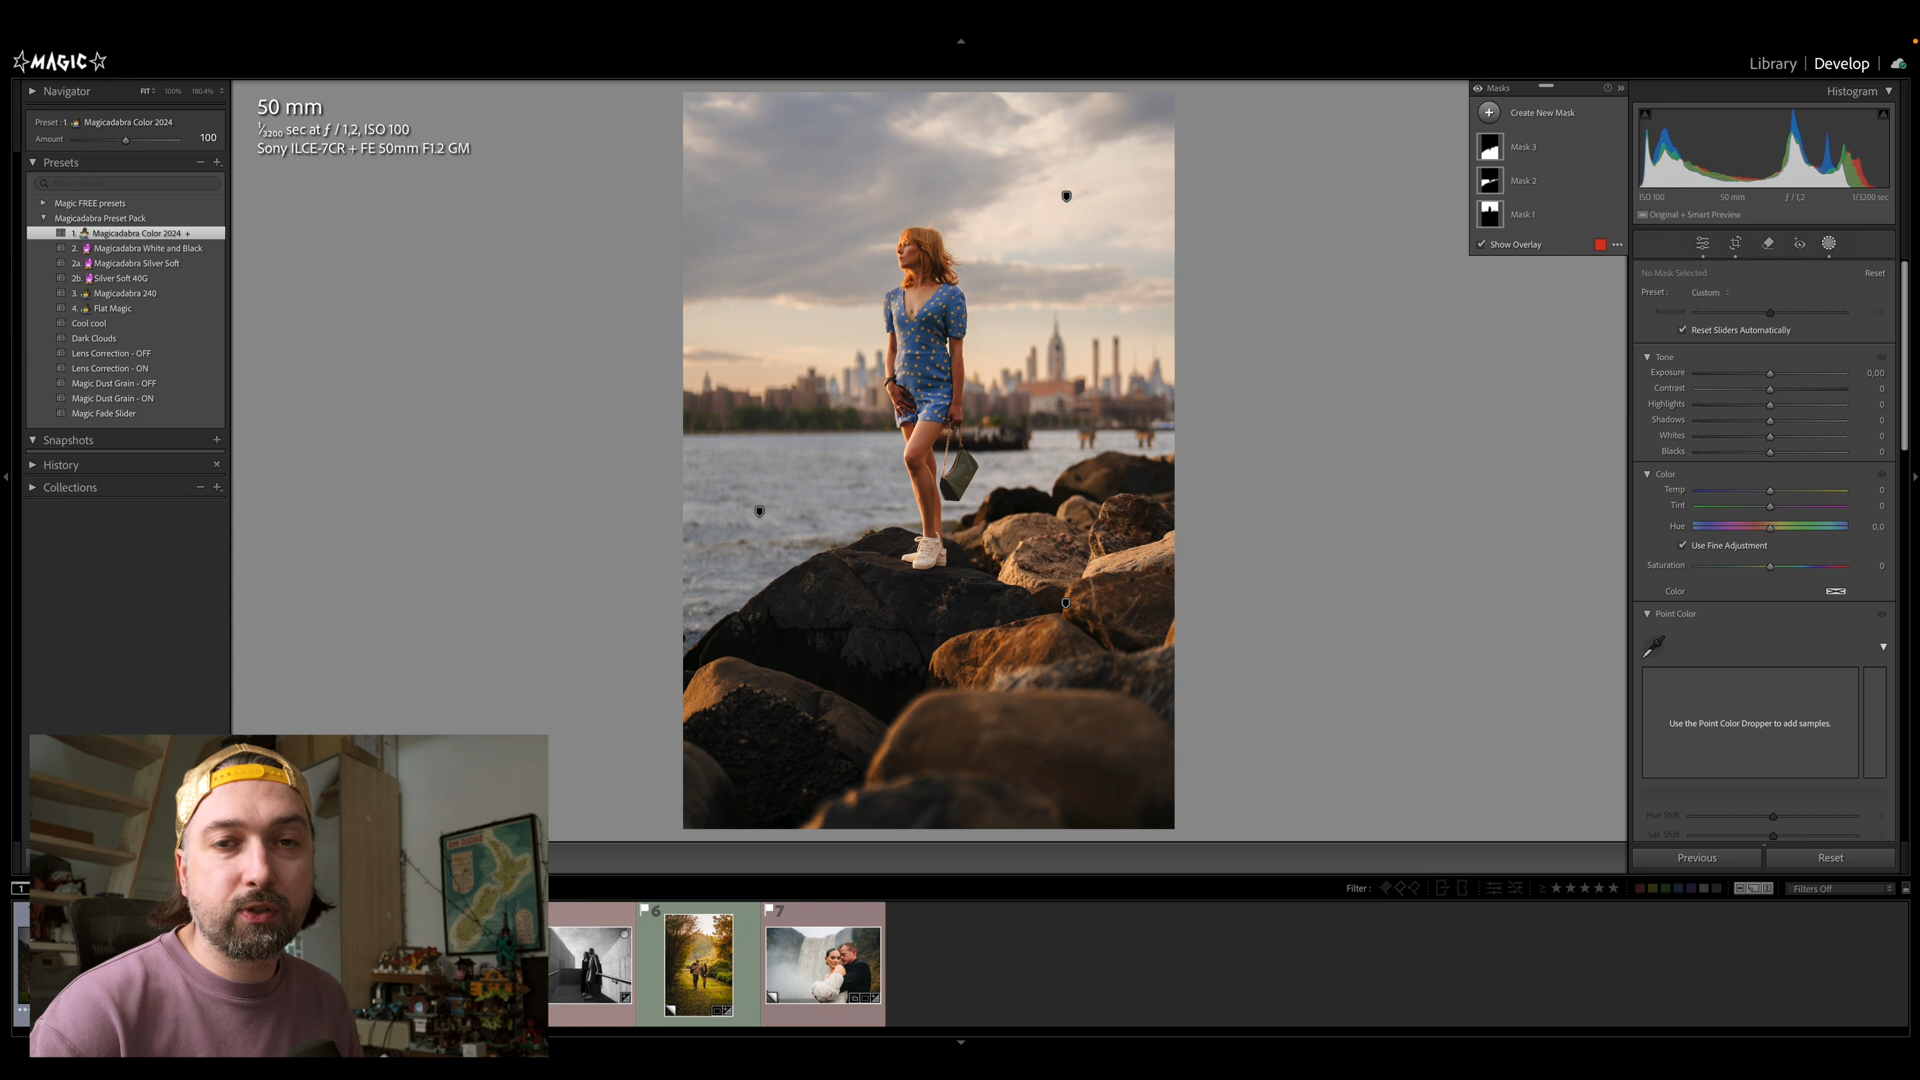 MAGIC
Library | Develop
Navigator FIT 100% 180.4%
Preset : 1. Magicadabra Color 2024
Amount 100
Presets
Magic FREE presets
Magicadabra Preset Pack
1. Magicadabra Color 2024 +
2. Magicadabra White and Black
2a. Magicadabra Silver Soft
2b. Silver Soft 40G
3. Magicadabra 240
4. Flat Magic
Cool cool
Dark Clouds
Lens Correction - OFF
Lens Correction - ON
Magic Dust Grain - OFF
Magic Dust Grain - ON
Magic Fade Slider
Snapshots
History
Collections
50 mm
1/3200 sec at ƒ / 1,2, ISO 100
Sony ILCE-7CR + FE 50mm F1.2 GM
Masks
Create New Mask
Mask 3
Mask 2
Mask 1
Show Overlay
Histogram
ISO 100 50 mm ƒ / 1,2 1/3200 sec
Original + Smart Preview
No Mask Selected Reset
Preset : Custom
Amount
Reset Sliders Automatically
Tone
Exposure 0,00
Contrast 0
Highlights 0
Shadows 0
Whites 0
Blacks 0
Color
Temp 0
Tint 0
Hue 0,0
Use Fine Adjustment
Saturation 0
Color
Point Color
Use the Point Color Dropper to add samples.
Hue Shift
Sat. Shift
Previous Reset
1
Filter : Filters Off
6
7
NEW ZEALAND